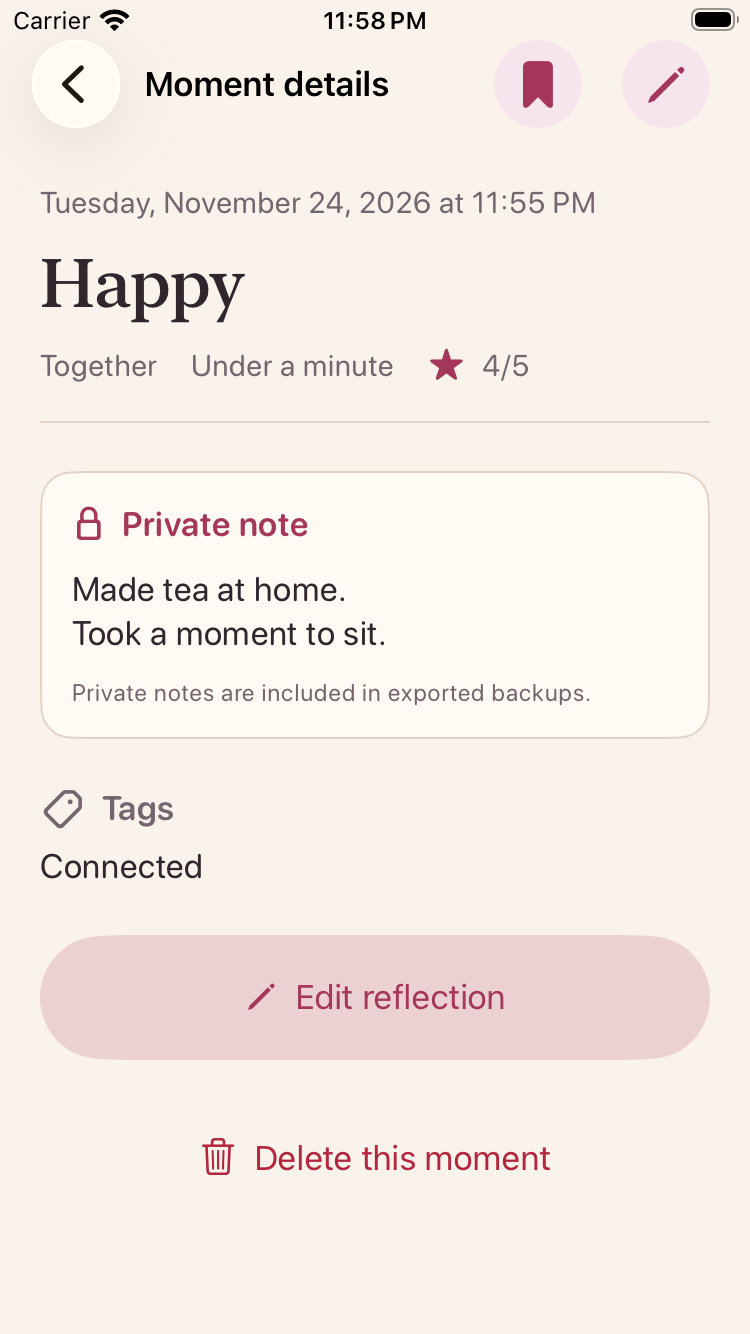 Carrier 11:58 PM
Moment details
Tuesday, November 24, 2026 at 11:55 PM
Happy
Together Under a minute 4/5
Private note
Made tea at home.
Took a moment to sit.
Private notes are included in exported backups.
Tags
Connected
Edit reflection
Delete this moment